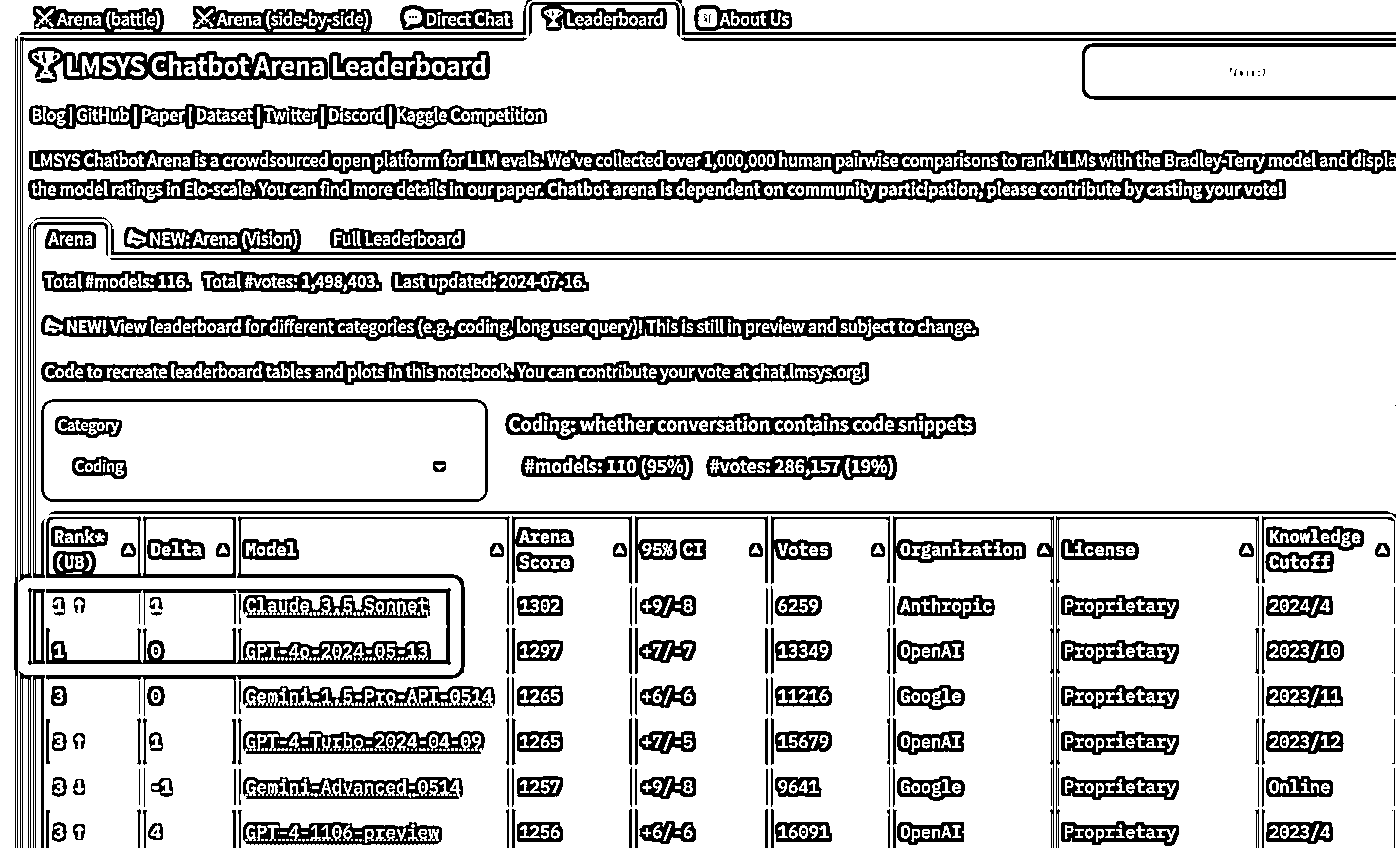 Arena (battle) Arena (side-by-side) Direct Chat Leaderboard About Us
LMSYS Chatbot Arena Leaderboard
Blog | GitHub | Paper | Dataset | Twitter | Discord | Kaggle Competition
LMSYS Chatbot Arena is a crowdsourced open platform for LLM evals. We've collected over 1,000,000 human pairwise comparisons to rank LLMs with the Bradley-Terry model and displa
the model ratings in Elo-scale. You can find more details in our paper. Chatbot arena is dependent on community participation, please contribute by casting your vote!
Arena NEW: Arena (Vision) Full Leaderboard
Total #models: 116. Total #votes: 1,498,403. Last updated: 2024-07-16.
NEW! View leaderboard for different categories (e.g., coding, long user query)! This is still in preview and subject to change.
Code to recreate leaderboard tables and plots in this notebook. You can contribute your vote at chat.lmsys.org!
Category Coding: whether conversation contains code snippets
Coding #models: 110 (95%) #votes: 286,157 (19%)
Rank* (UB) Delta Model Arena Score 95% CI Votes Organization License Knowledge Cutoff
1 ↑ 1 Claude 3.5 Sonnet 1302 +9/-8 6259 Anthropic Proprietary 2024/4
1 0 GPT-4o-2024-05-13 1297 +7/-7 13349 OpenAI Proprietary 2023/10
3 0 Gemini-1.5-Pro-API-0514 1265 +6/-6 11216 Google Proprietary 2023/11
3 ↑ 1 GPT-4-Turbo-2024-04-09 1265 +7/-5 15679 OpenAI Proprietary 2023/12
3 ↓ -1 Gemini-Advanced-0514 1257 +9/-8 9641 Google Proprietary Online
3 ↑ 4 GPT-4-1106-preview 1256 +6/-6 16091 OpenAI Proprietary 2023/4